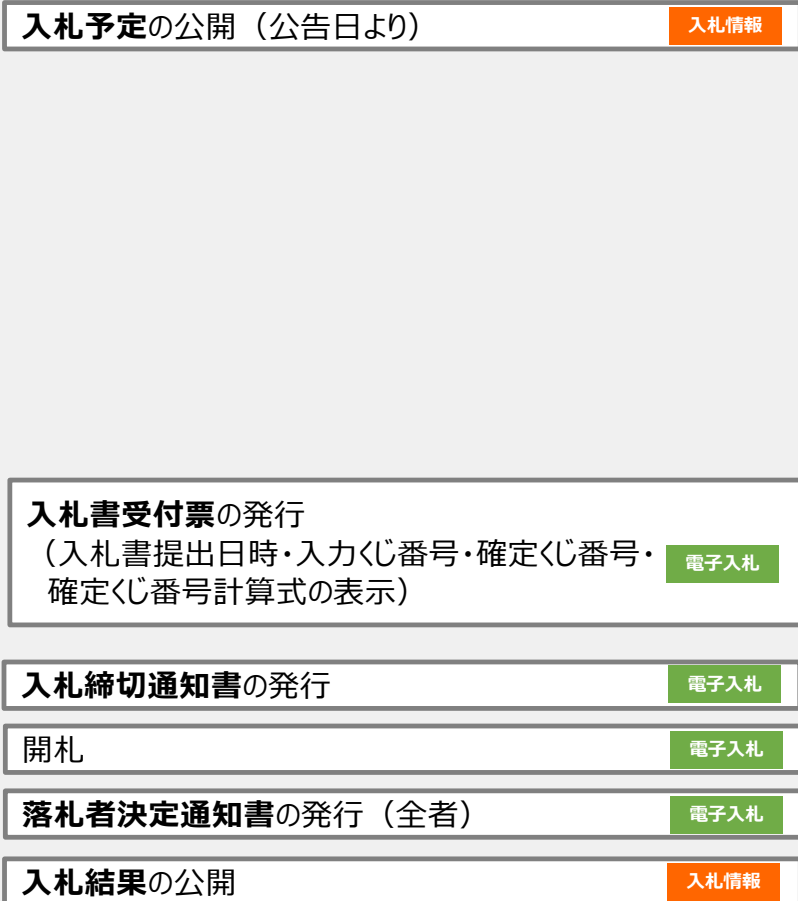 入札予定の公開（公告日より） 入札情報
入札書受付票の発行
（入札書提出日時・入力くじ番号・確定くじ番号・ 電子入札
確定くじ番号計算式の表示）
入札締切通知書の発行 電子入札
開札 電子入札
落札者決定通知書の発行（全者） 電子入札
入札結果の公開 入札情報